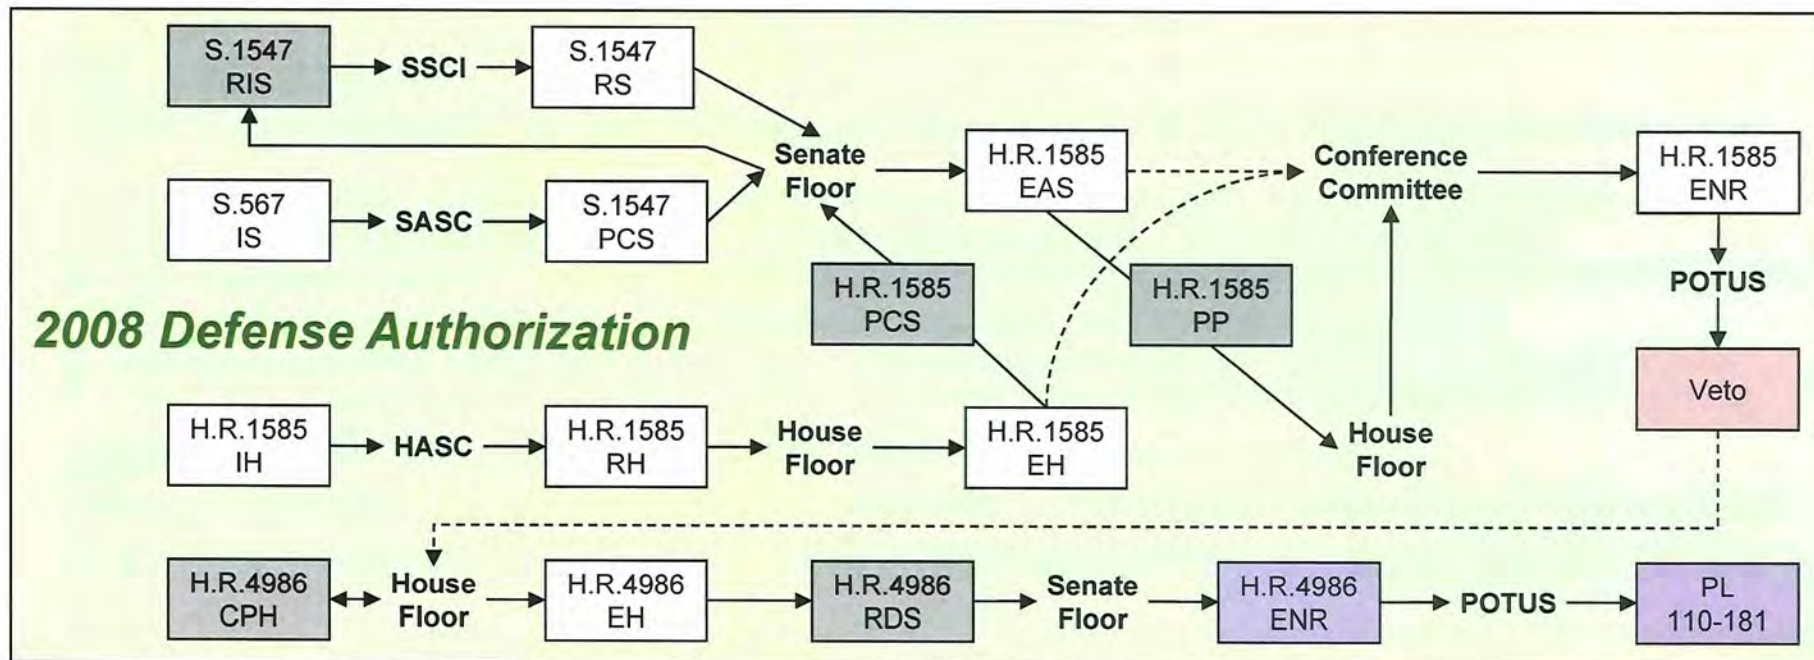 S.1547
RIS
SSCI
S.1547
RS
Senate
Floor
H.R.1585
EAS
Conference
Committee
H.R.1585
ENR
S.567
IS
SASC
S.1547
PCS
H.R.1585
PCS
H.R.1585
PP
POTUS
2008 Defense Authorization
Veto
H.R.1585
IH
HASC
H.R.1585
RH
House
Floor
H.R.1585
EH
House
Floor
H.R.4986
CPH
House
Floor
H.R.4986
EH
H.R.4986
RDS
Senate
Floor
H.R.4986
ENR
POTUS
PL
110-181